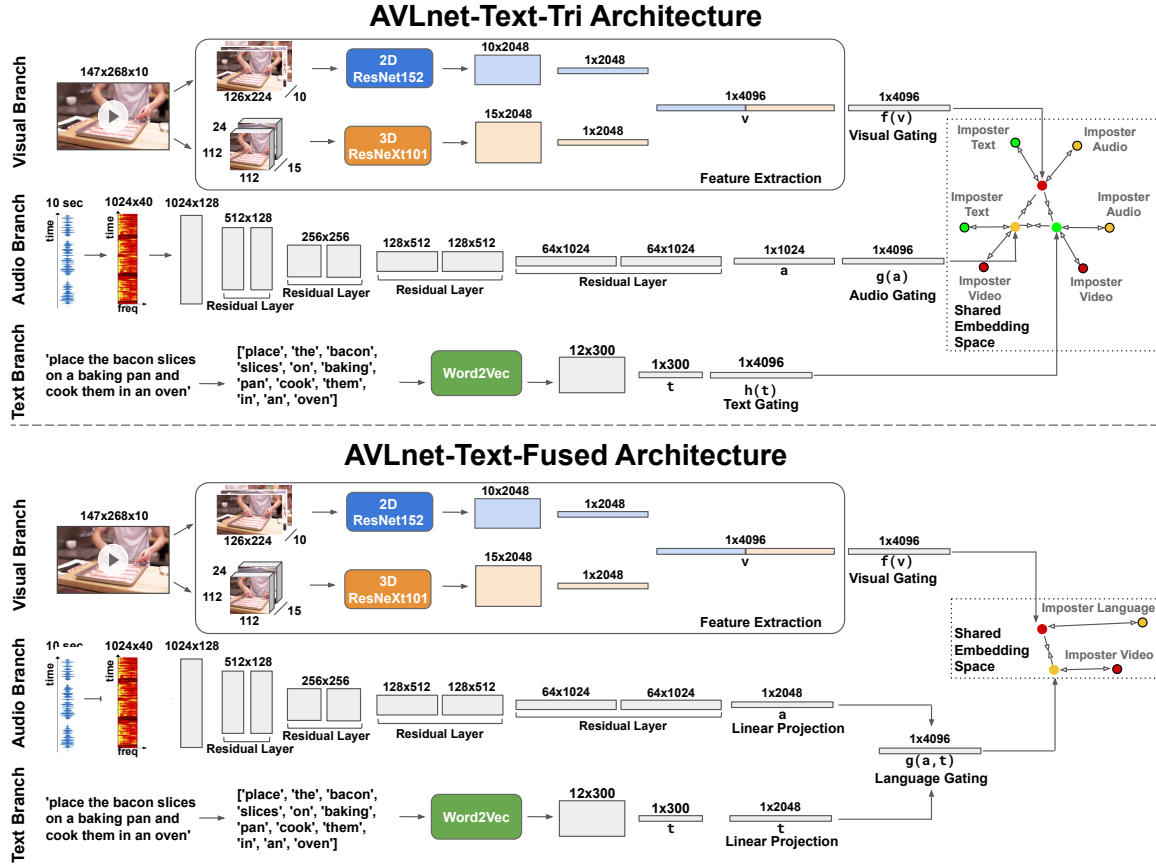 AVLnet-Text-Tri Architecture
Visual Branch
147x268x10
126x224
10
2D
ResNet152
10x2048
1x2048
24
112
112
15
3D
ResNeXt101
15x2048
1x2048
1x4096
v
Feature Extraction
1x4096
f(v)
Visual Gating
Imposter
Text
Imposter
Audio
Imposter
Text
Imposter
Audio
Imposter
Video
Imposter
Video
Shared
Embedding
Space
Audio Branch
10 sec
time
1024x40
time
freq
1024x128
512x128
Residual Layer
256x256
Residual Layer
128x512
128x512
Residual Layer
64x1024
64x1024
Residual Layer
1x1024
a
1x4096
g(a)
Audio Gating
Text Branch
'place the bacon slices
on a baking pan and
cook them in an oven'
['place', 'the', 'bacon',
'slices', 'on', 'baking',
'pan', 'cook', 'them',
'in', 'an', 'oven']
Word2Vec
12x300
1x300
t
1x4096
h(t)
Text Gating
AVLnet-Text-Fused Architecture
Visual Branch
147x268x10
126x224
10
2D
ResNet152
10x2048
1x2048
24
112
112
15
3D
ResNeXt101
15x2048
1x2048
1x4096
v
Feature Extraction
1x4096
f(v)
Visual Gating
Imposter Language
Imposter Video
Shared
Embedding
Space
Audio Branch
10 sec
time
1024x40
time
freq
1024x128
512x128
Residual Layer
256x256
Residual Layer
128x512
128x512
Residual Layer
64x1024
64x1024
Residual Layer
1x2048
a
Linear Projection
1x4096
g(a,t)
Language Gating
Text Branch
'place the bacon slices
on a baking pan and
cook them in an oven'
['place', 'the', 'bacon',
'slices', 'on', 'baking',
'pan', 'cook', 'them',
'in', 'an', 'oven']
Word2Vec
12x300
1x300
t
1x2048
t
Linear Projection